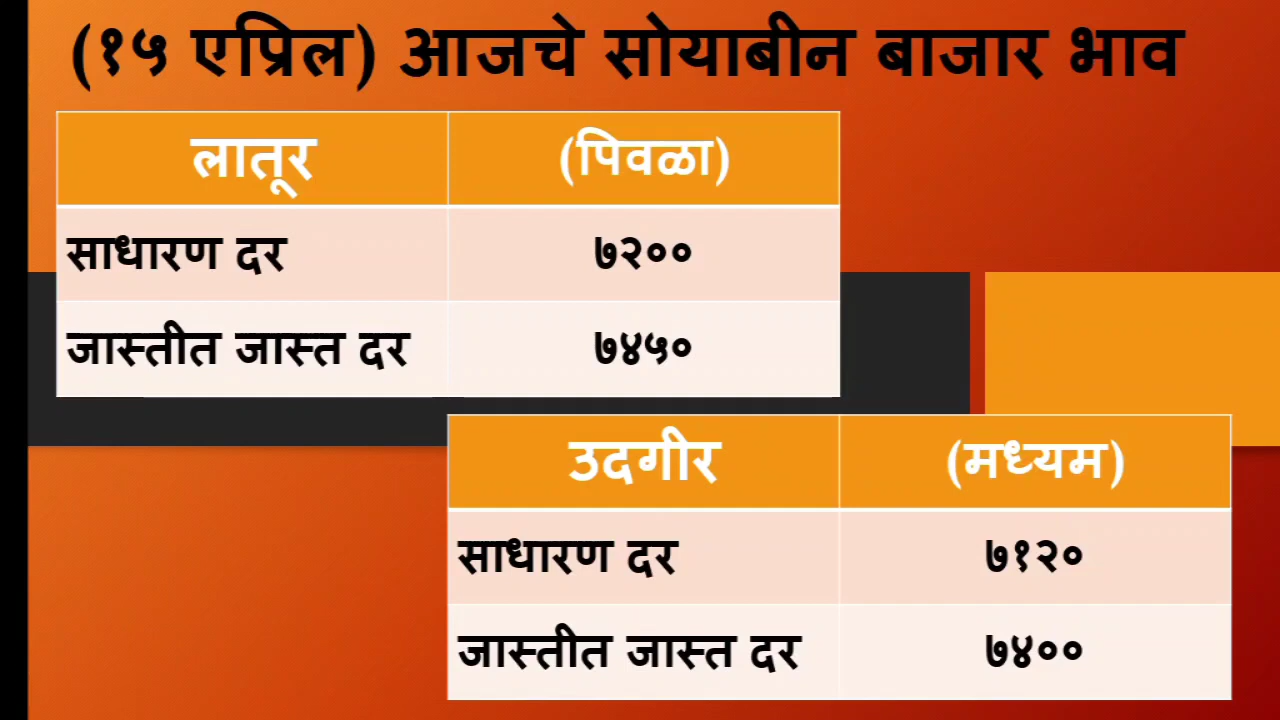 (१५ एप्रिल) आजचे सोयाबीन बाजार भाव
लातूर (पिवळा)
साधारण दर ७२००
जास्तीत जास्त दर ७४५०
उदगीर (मध्यम)
साधारण दर ७१२०
जास्तीत जास्त दर ७४००